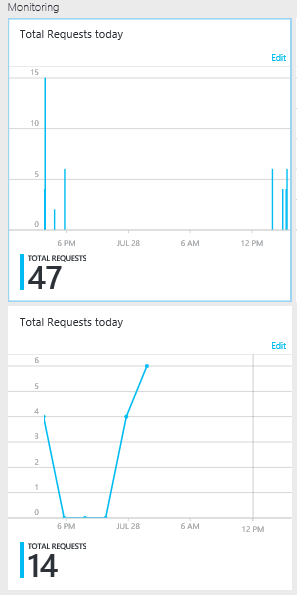 Monitoring
Total Requests today
Edit
15
10
5
0
6 PM JUL 28 6 AM 12 PM
TOTAL REQUESTS
47
Total Requests today
Edit
6
5
4
3
2
1
0
6 PM JUL 28 6 AM 12 PM
TOTAL REQUESTS
14